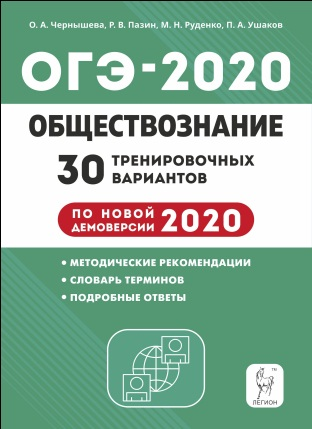 О. А. Чернышева, Р. В. Пазин, М. Н. Руденко, П. А. Ушаков
ОГЭ-2020
ОБЩЕСТВОЗНАНИЕ
30 ТРЕНИРОВОЧНЫХ
ВАРИАНТОВ
ПО НОВОЙ
ДЕМОВЕРСИИ 2020
• МЕТОДИЧЕСКИЕ РЕКОМЕНДАЦИИ
• СЛОВАРЬ ТЕРМИНОВ
• ПОДРОБНЫЕ ОТВЕТЫ
TM
ЛЕГИОН